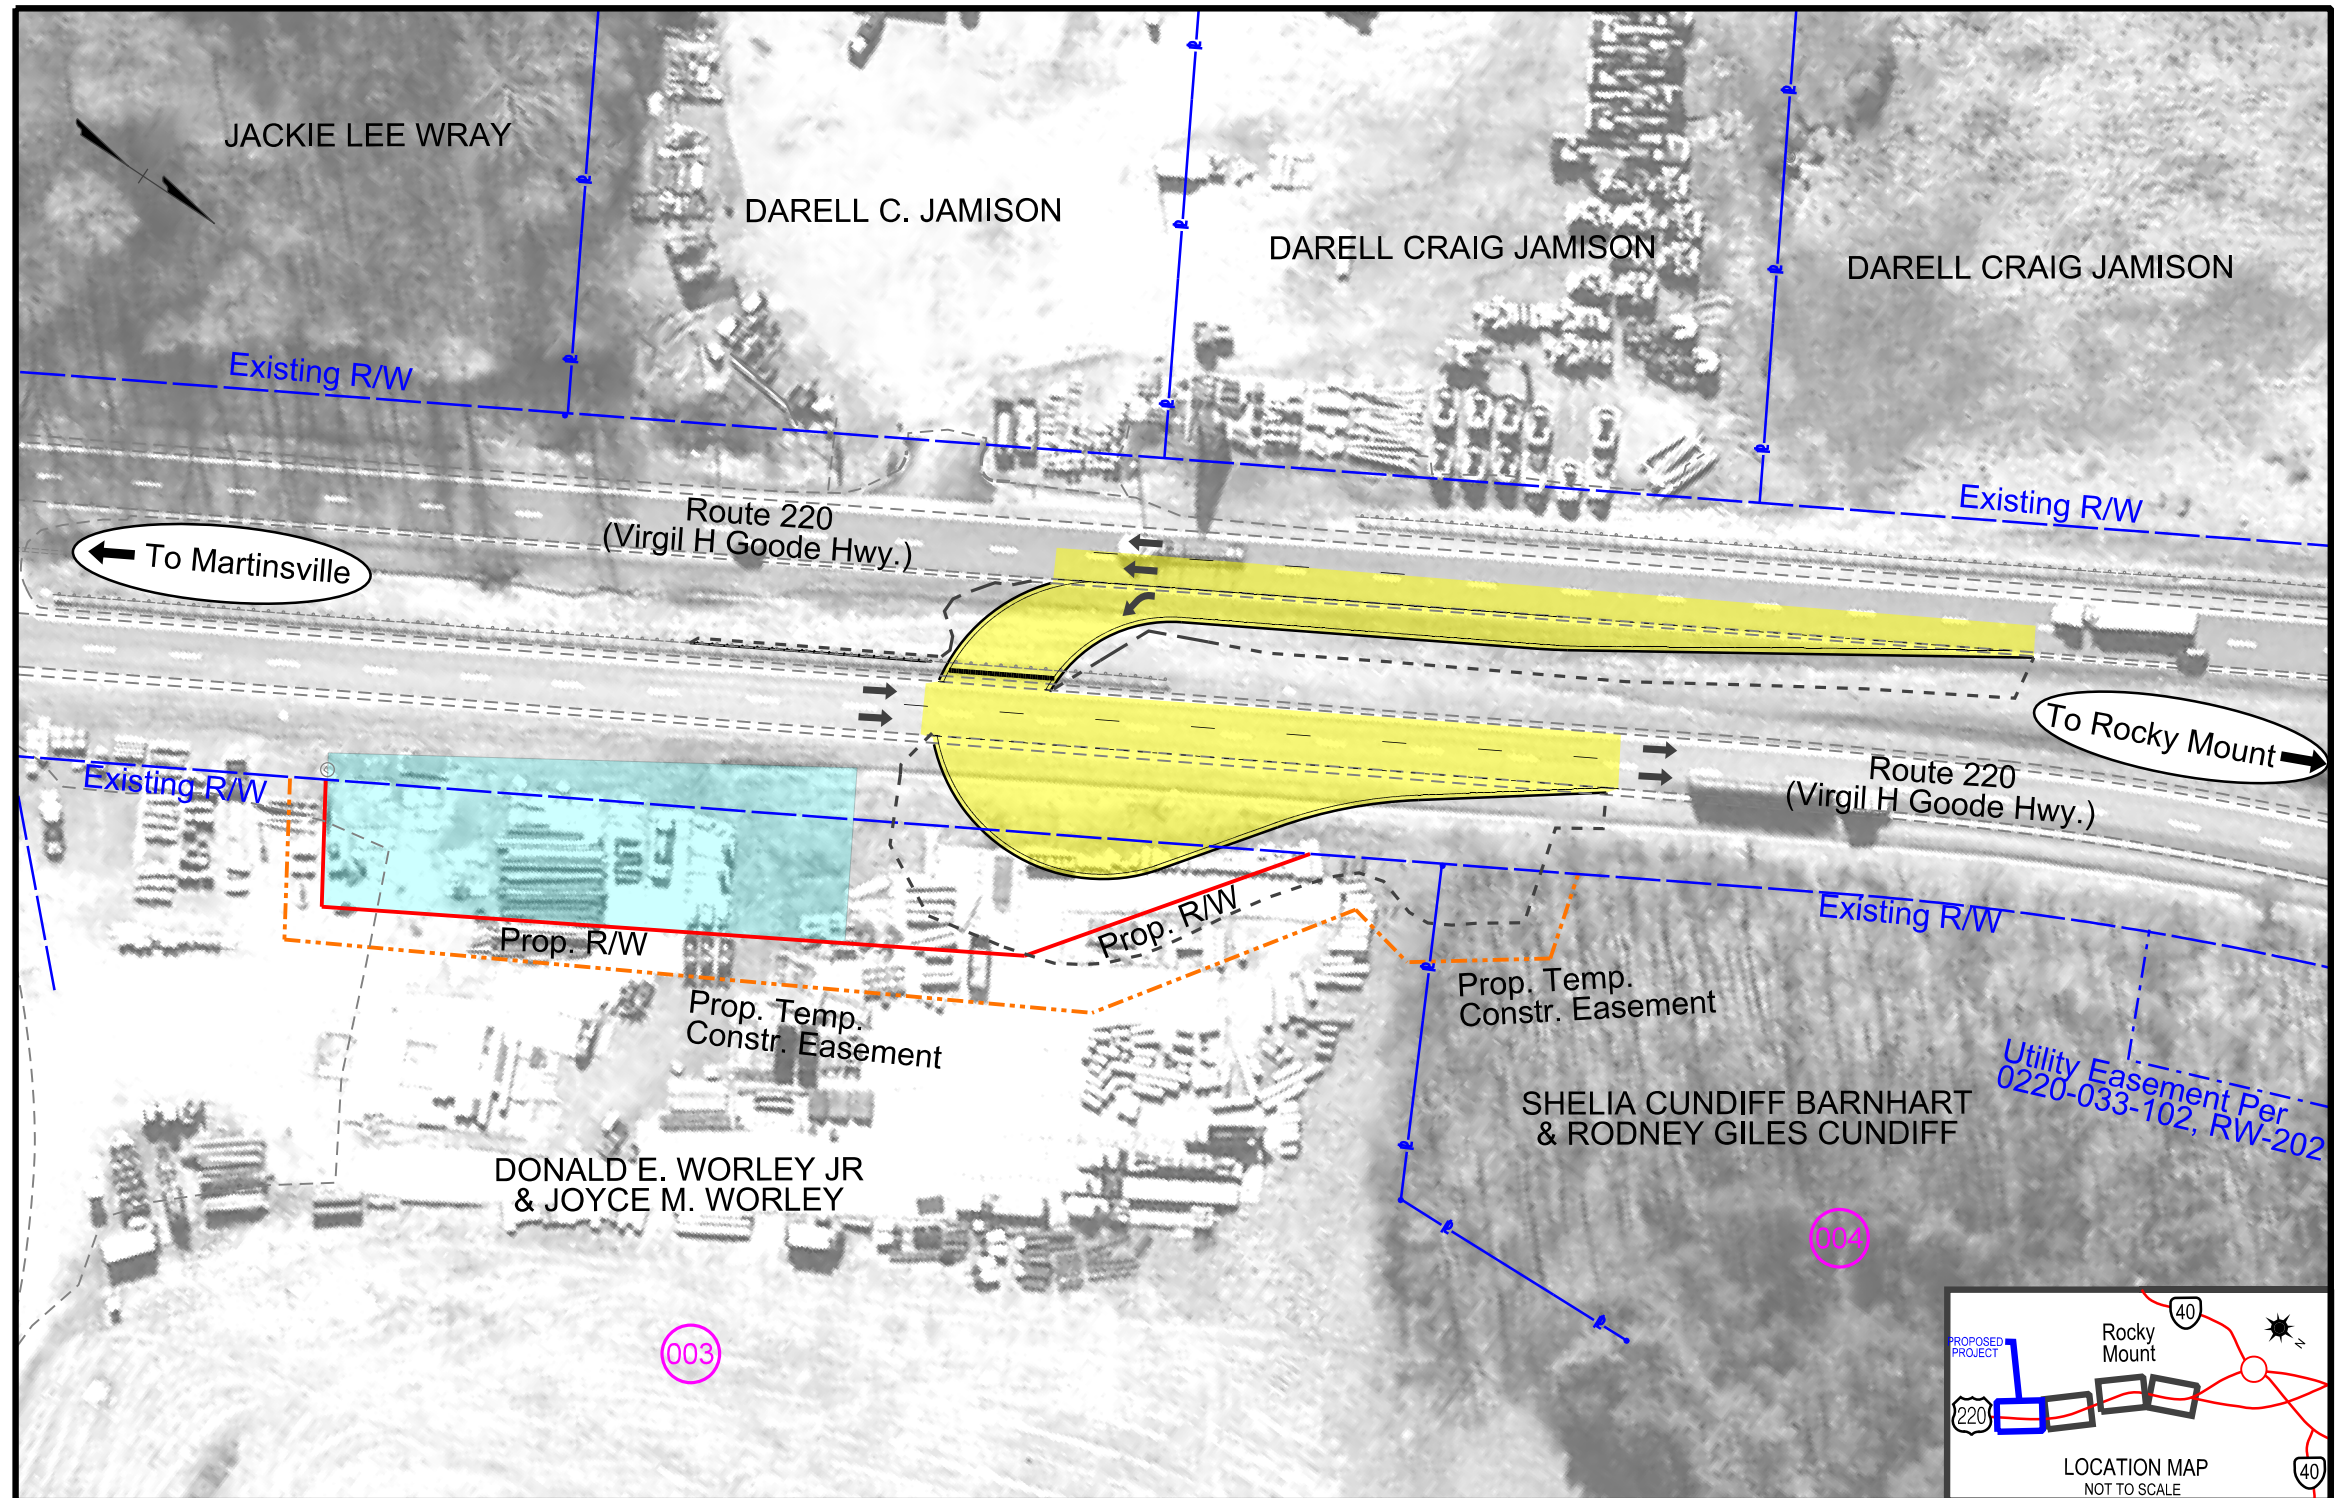 JACKIE LEE WRAY
DARELL C. JAMISON
DARELL CRAIG JAMISON
DARELL CRAIG JAMISON
Existing R/W
Existing R/W
Route 220
(Virgil H Goode Hwy.)
To Martinsville
To Rocky Mount
Route 220
(Virgil H Goode Hwy.)
Existing R/W
Existing R/W
Prop. R/W
Prop. R/W
Prop. Temp.
Constr. Easement
Prop. Temp.
Constr. Easement
Utility Easement Per
0220-033-102, RW-202
SHELIA CUNDIFF BARNHART
& RODNEY GILES CUNDIFF
DONALD E. WORLEY JR
& JOYCE M. WORLEY
004
003
40
Rocky
Mount
N
PROPOSED
PROJECT
220
40
LOCATION MAP
NOT TO SCALE